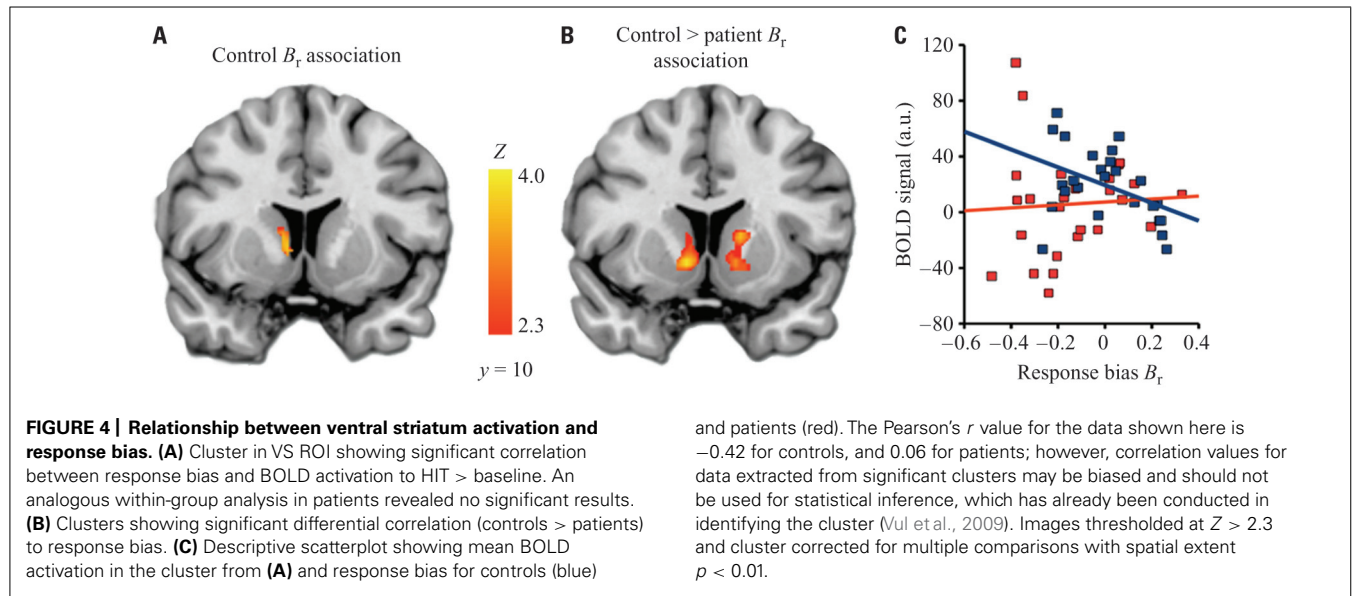 A
Control Br association
B
Control > patient Br
association
Z
4.0
2.3
y = 10
C
120
80
40
0
−40
−80
BOLD signal (a.u.)
−0.6 −0.4 −0.2 0 0.2 0.4
Response bias Br
FIGURE 4 | Relationship between ventral striatum activation and
response bias. (A) Cluster in VS ROI showing significant correlation
between response bias and BOLD activation to HIT > baseline. An
analogous within-group analysis in patients revealed no significant results.
(B) Clusters showing significant differential correlation (controls > patients)
to response bias. (C) Descriptive scatterplot showing mean BOLD
activation in the cluster from (A) and response bias for controls (blue)
and patients (red). The Pearson's r value for the data shown here is
−0.42 for controls, and 0.06 for patients; however, correlation values for
data extracted from significant clusters may be biased and should not
be used for statistical inference, which has already been conducted in
identifying the cluster (Vul et al., 2009). Images thresholded at Z > 2.3
and cluster corrected for multiple comparisons with spatial extent
p < 0.01.